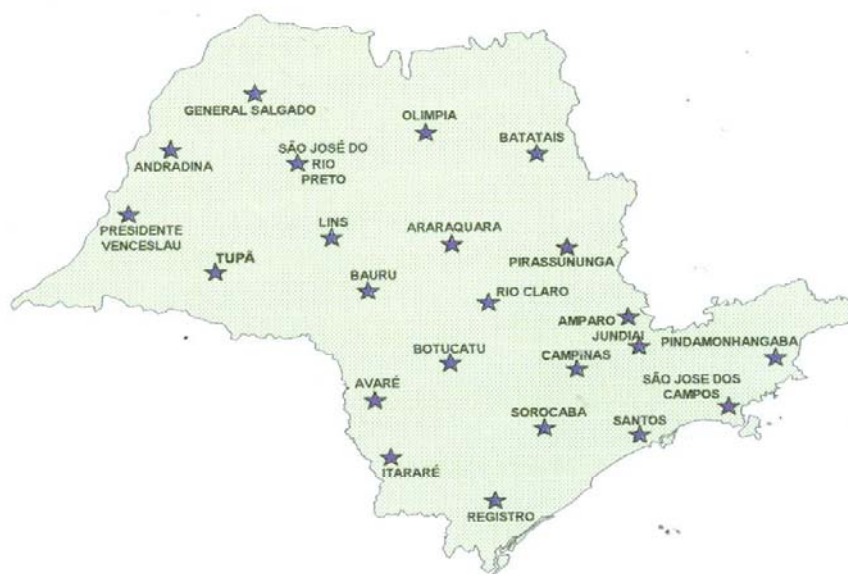 GENERAL SALGADO
OLIMPIA
BATATAIS
ANDRADINA
SÃO JOSÉ DO
RIO
PRETO
PRESIDENTE
VENCESLAU
LINS
ARARAQUARA
PIRASSUNUNGA
TUPÃ
BAURU
RIO CLARO
AMPARO
JUNDIAI
PINDAMONHANGABA
BOTUCATU
CAMPINAS
AVARÉ
SÃO JOSE DOS
CAMPOS
SOROCABA
SANTOS
ITARARÉ
REGISTRO